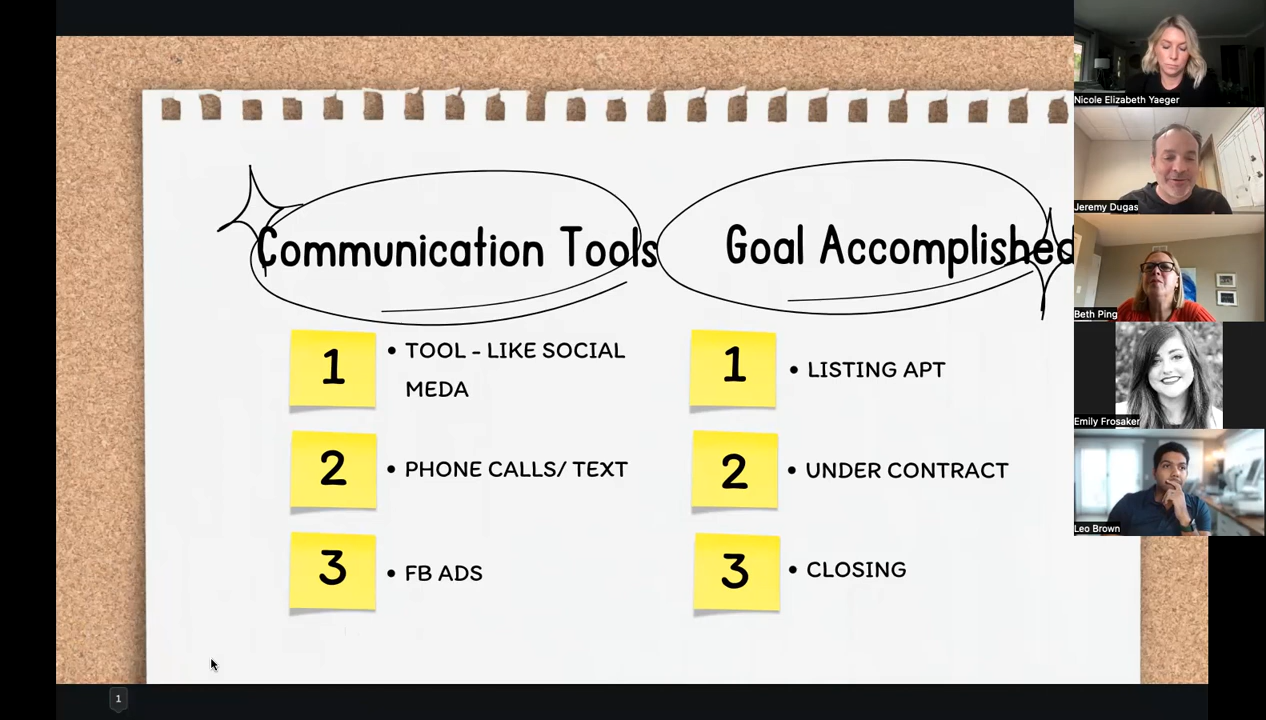 Communication Tools
1
• TOOL - LIKE SOCIAL
MEDA
2
• PHONE CALLS/ TEXT
3
• FB ADS
Goal Accomplished
1
• LISTING APT
2
• UNDER CONTRACT
3
• CLOSING
Nicole Elizabeth Yaeger
Jeremy Dugas
Beth Ping
Emily Frosaker
Leo Brown
1